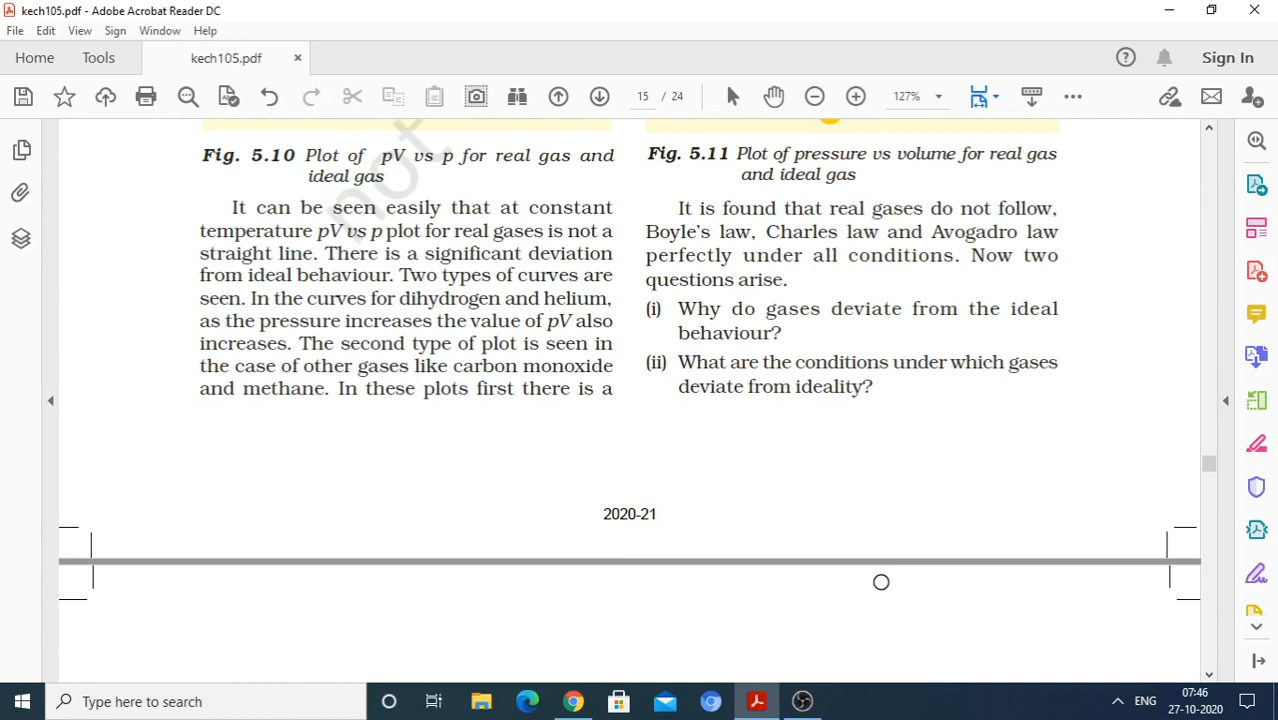 kech105.pdf - Adobe Acrobat Reader DC
File Edit View Sign Window Help
Home Tools kech105.pdf × Sign In
15 / 24 127%
not
Fig. 5.10 Plot of pV vs p for real gas and
ideal gas
It can be seen easily that at constant
temperature pV vs p plot for real gases is not a
straight line. There is a significant deviation
from ideal behaviour. Two types of curves are
seen. In the curves for dihydrogen and helium,
as the pressure increases the value of pV also
increases. The second type of plot is seen in
the case of other gases like carbon monoxide
and methane. In these plots first there is a
Fig. 5.11 Plot of pressure vs volume for real gas
and ideal gas
It is found that real gases do not follow,
Boyle's law, Charles law and Avogadro law
perfectly under all conditions. Now two
questions arise.
(i) Why do gases deviate from the ideal
behaviour?
(ii) What are the conditions under which gases
deviate from ideality?
2020-21
Type here to search
ENG
07:46
27-10-2020